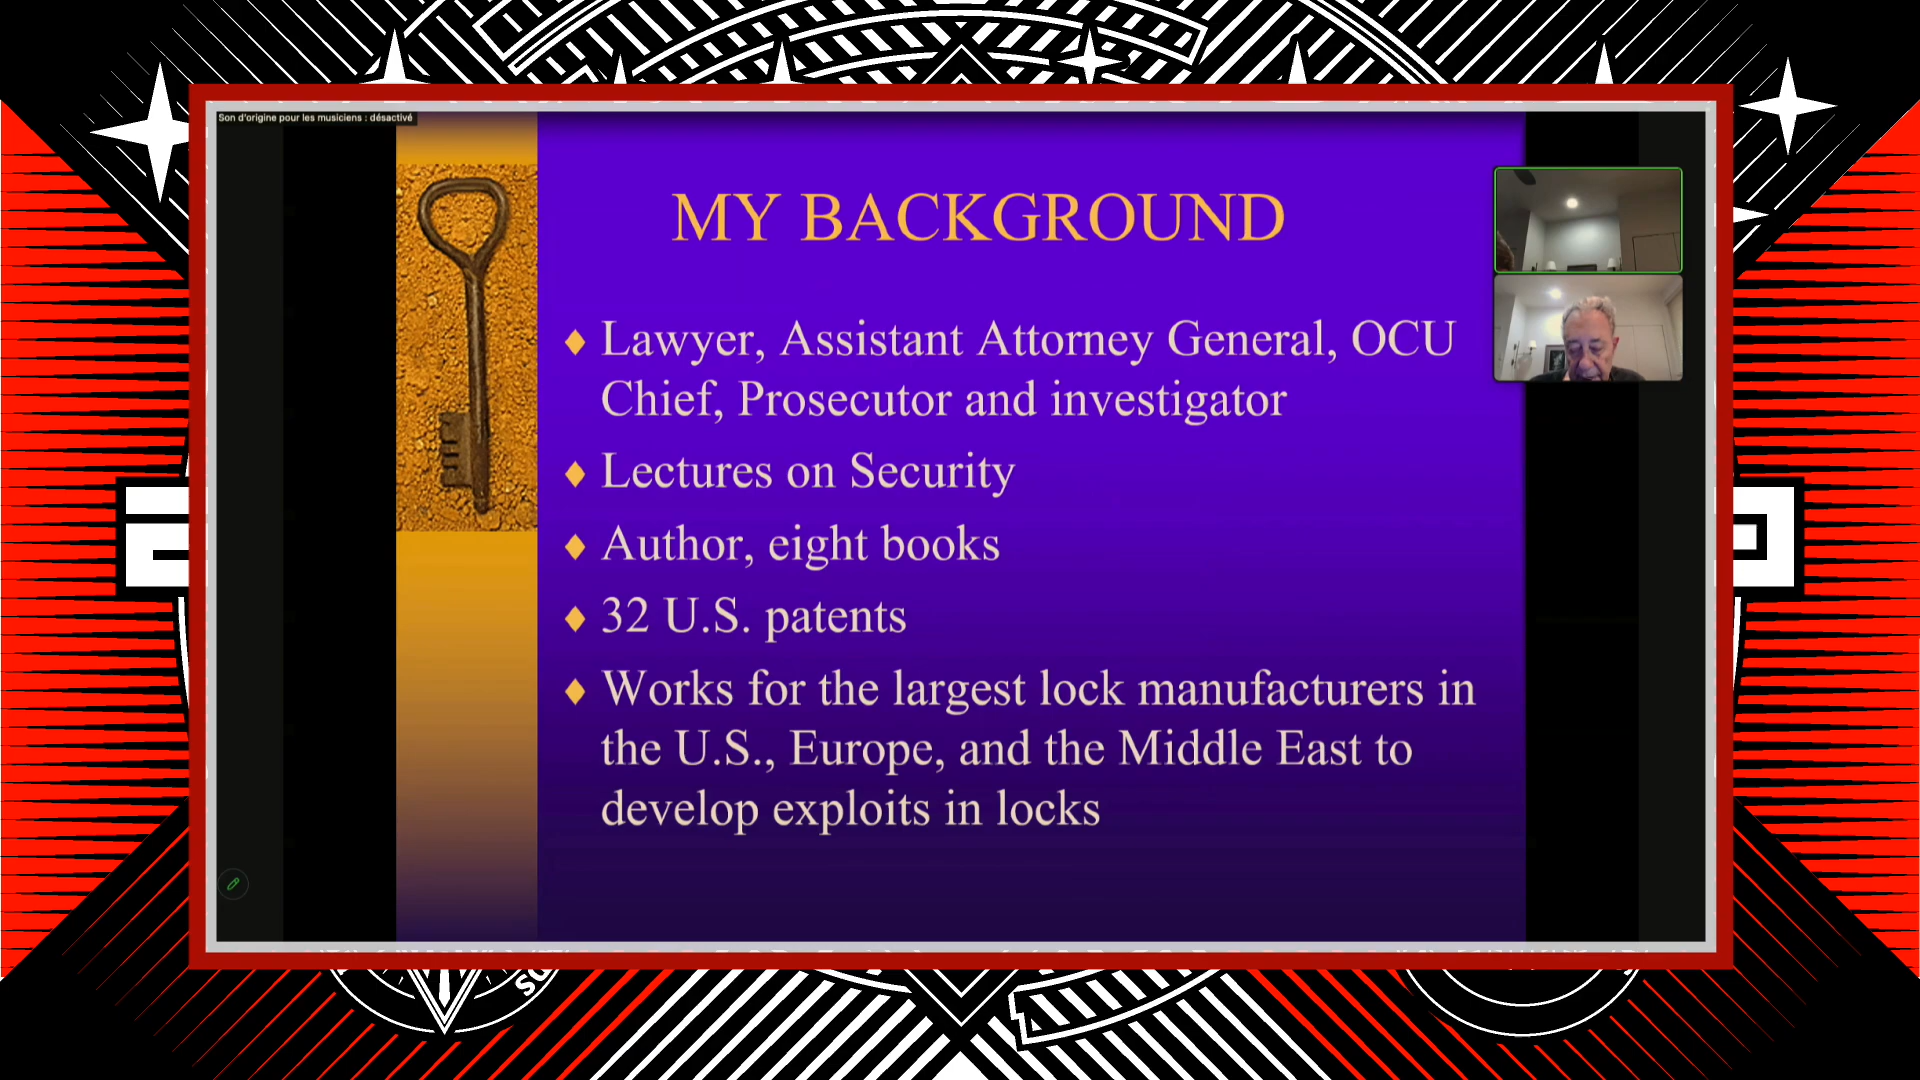 Son d'origine pour les musiciens : désactivé
MY BACKGROUND
Lawyer, Assistant Attorney General, OCU
Chief, Prosecutor and investigator
Lectures on Security
Author, eight books
32 U.S. patents
Works for the largest lock manufacturers in
the U.S., Europe, and the Middle East to
develop exploits in locks